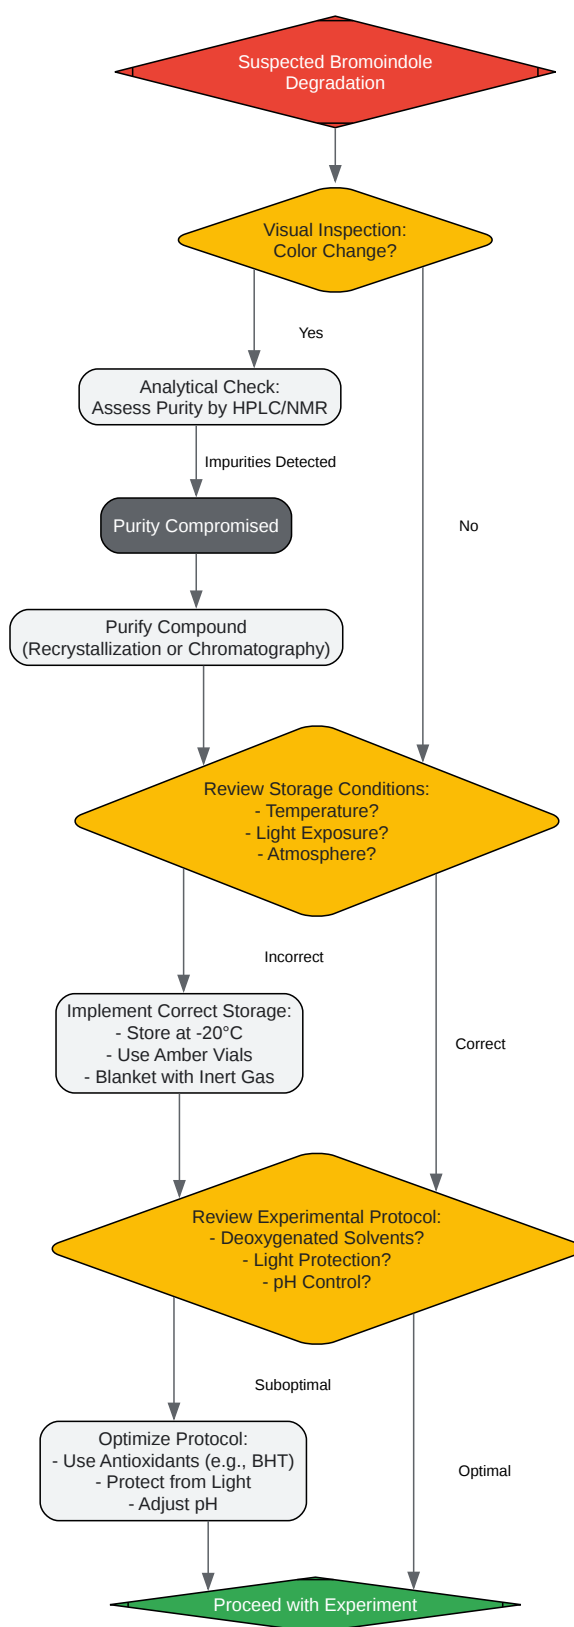 Suspected Bromoindole
Degradation
Visual Inspection:
Color Change?
Yes
Analytical Check:
Assess Purity by HPLC/NMR
Impurities Detected
Purity Compromised
No
Purify Compound
(Recrystallization or Chromatography)
Review Storage Conditions:
- Temperature?
- Light Exposure?
- Atmosphere?
Incorrect
Implement Correct Storage:
- Store at -20°C
- Use Amber Vials
- Blanket with Inert Gas
Correct
Review Experimental Protocol:
- Deoxygenated Solvents?
- Light Protection?
- pH Control?
Suboptimal
Optimize Protocol:
- Use Antioxidants (e.g., BHT)
- Protect from Light
- Adjust pH
Optimal
Proceed with Experiment